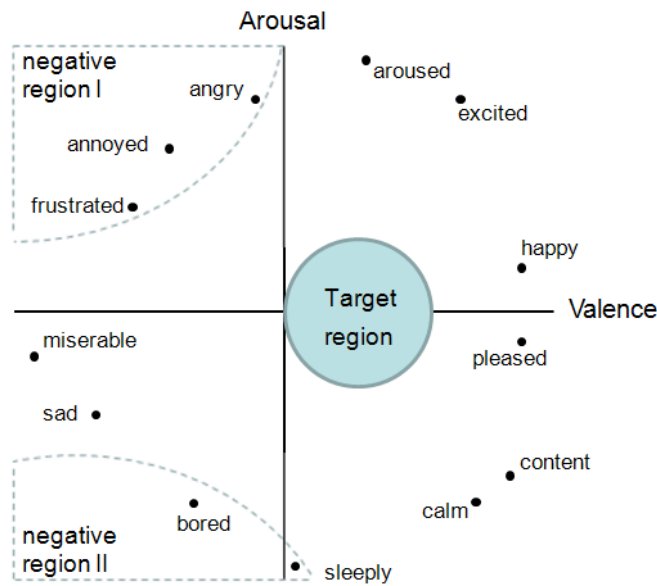 Arousal
negative
region I
angry
aroused
excited
annoyed
frustrated
happy
Target
region
Valence
miserable
pleased
sad
content
calm
bored
negative
region II
sleeply